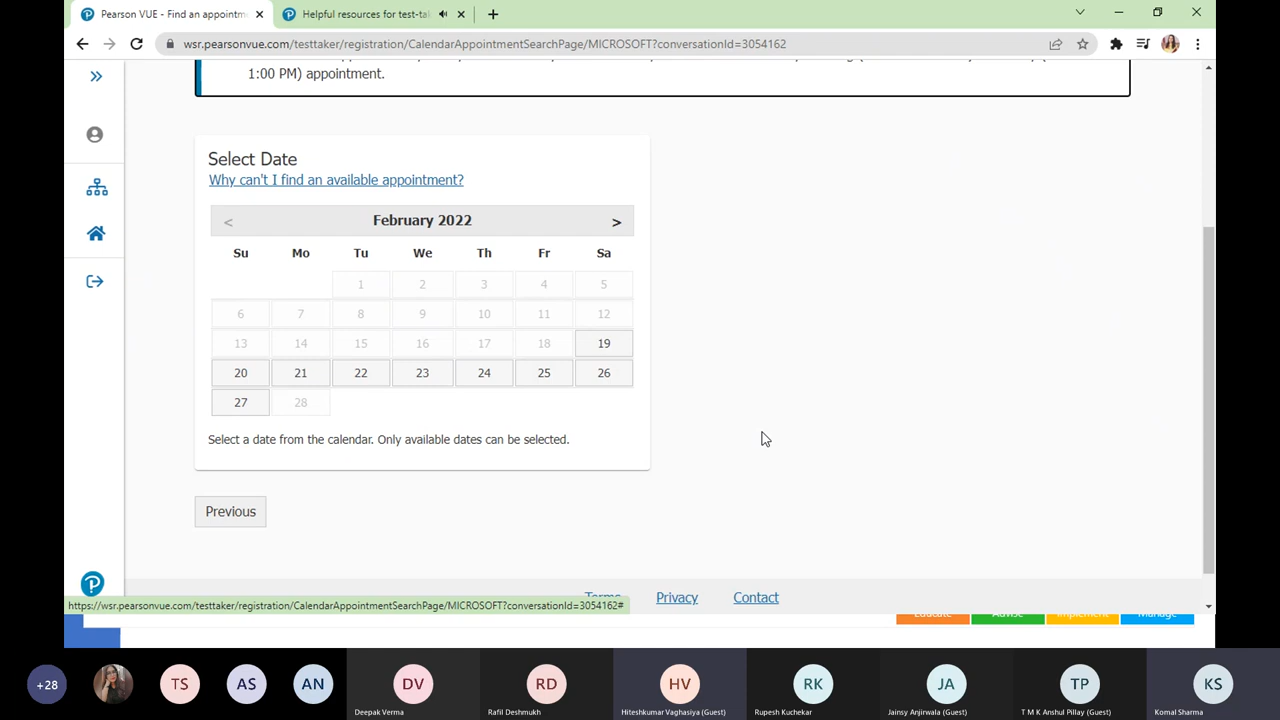 Pearson VUE - Find an appointm
Helpful resources for test-ta
wsr.pearsonvue.com/testtaker/registration/CalendarAppointmentSearchPage/MICROSOFT?conversationId=3054162
1:00 PM) appointment.
Select Date
Why can't I find an available appointment?
< February 2022 >
Su Mo Tu We Th Fr Sa
1 2 3 4 5
6 7 8 9 10 11 12
13 14 15 16 17 18 19
20 21 22 23 24 25 26
27 28
Select a date from the calendar. Only available dates can be selected.
Previous
Terms Privacy Contact
https://wsr.pearsonvue.com/testtaker/registration/CalendarAppointmentSearchPage/MICROSOFT?conversationId=3054162#
Educate Advise Implement Manage
+28 TS AS AN DV RD HV RK JA TP KS
Deepak Verma Rafil Deshmukh Hiteshkumar Vaghasiya (Guest) Rupesh Kuchekar Jainsy Anjirwala (Guest) T M K Anshul Pillay (Guest) Komal Sharma